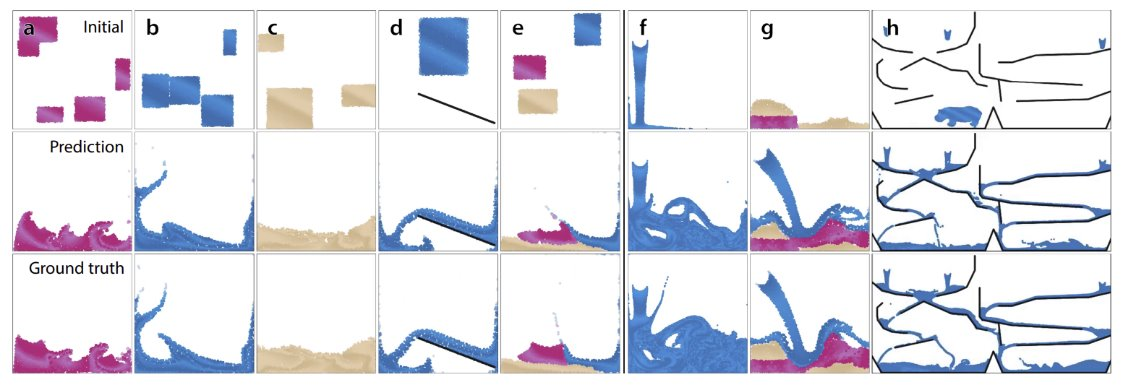 a Initial b c d e f g h
Prediction
Ground truth